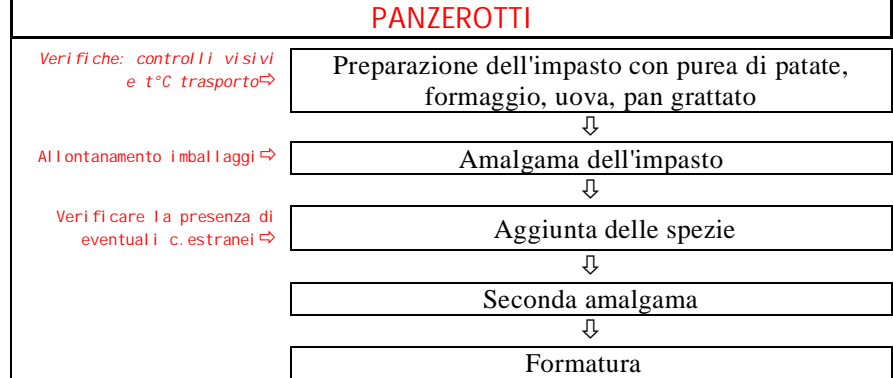 PANZEROTTI
Verifiche: controlli visivi
e t°C trasporto⇨
Preparazione dell'impasto con purea di patate,
formaggio, uova, pan grattato
⇩
Allontanamento imballaggi⇨
Amalgama dell'impasto
⇩
Verificare la presenza di
eventuali c.estranei⇨
Aggiunta delle spezie
⇩
Seconda amalgama
⇩
Formatura